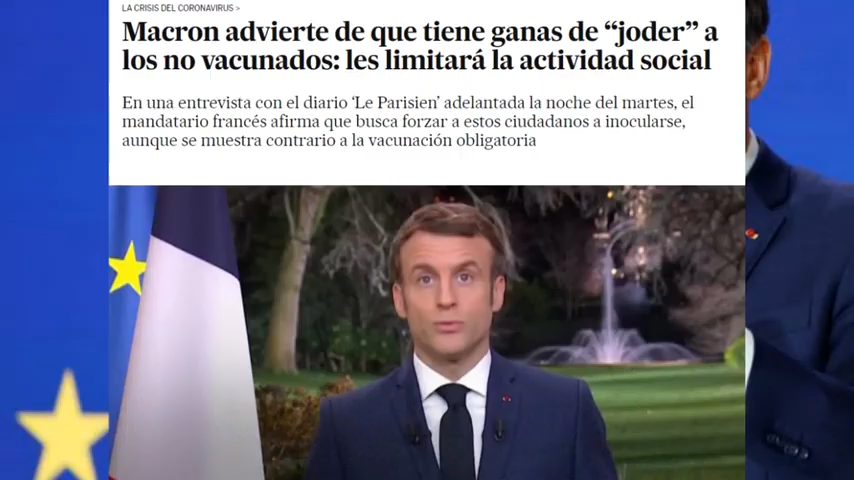 LA CRISIS DEL CORONAVIRUS >
Macron advierte de que tiene ganas de “joder” a
los no vacunados: les limitará la actividad social
En una entrevista con el diario ‘Le Parisien’ adelantada la noche del martes, el
mandatario francés afirma que busca forzar a estos ciudadanos a inocularse,
aunque se muestra contrario a la vacunación obligatoria